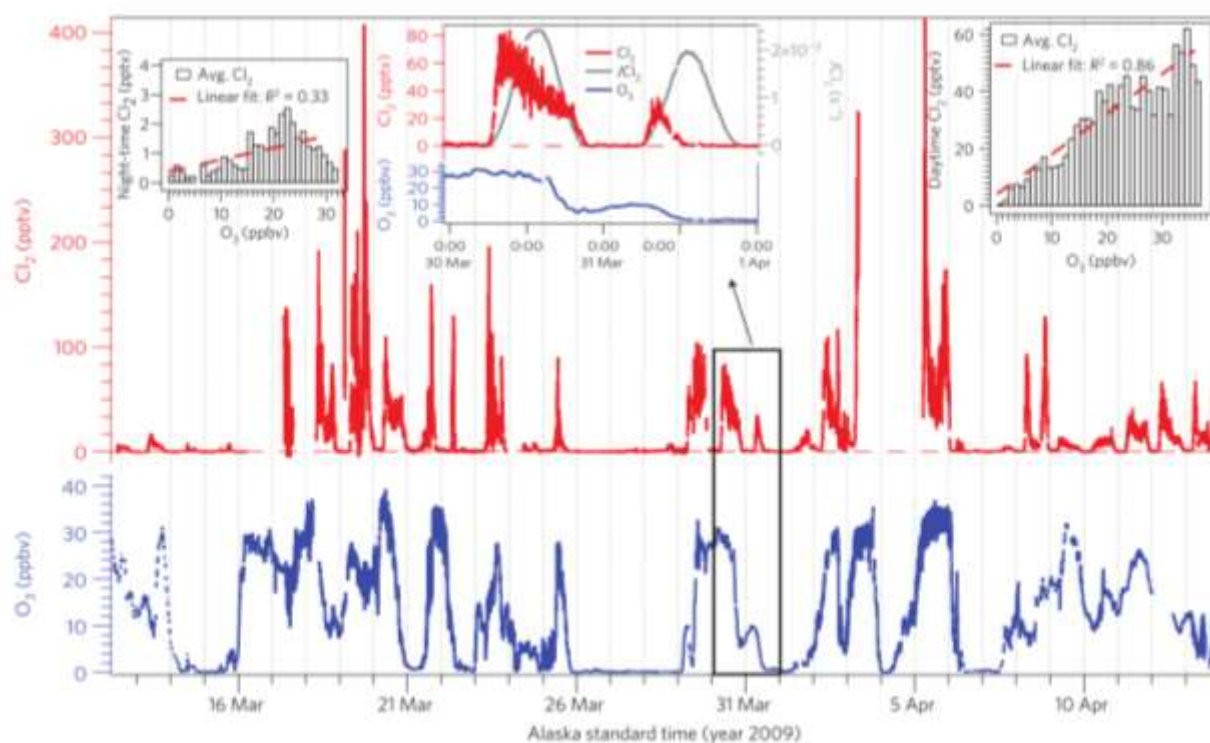 400
300
200
100
0
Cl₂ (pptv)
40
30
20
10
0
O₃ (ppbv)
16 Mar
21 Mar
26 Mar
31 Mar
5 Apr
10 Apr
Alaska standard time (year 2009)
Night-time Cl₂ (pptv)
4
3
2
1
0
Avg. Cl₂
Linear fit: R² = 0.33
0
10
20
30
O₃ (ppbv)
Cl₂ (pptv)
80
60
40
20
0
Cl₂
JCl₂
O₃
1
0
O₃ (ppbv)
30
20
10
0
0:00
0:00
0:00
0:00
0:00
30 Mar
31 Mar
1 Apr
Daytime Cl₂ (pptv)
60
40
20
0
Avg. Cl₂
Linear fit: R² = 0.86
0
10
20
30
O₃ (ppbv)